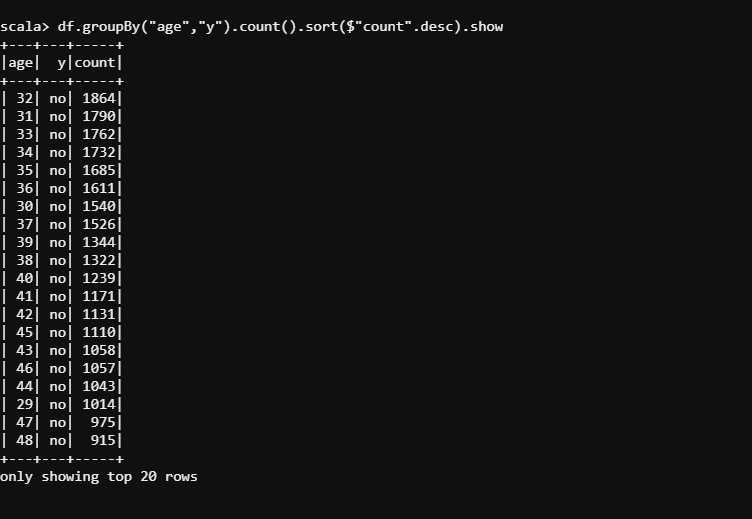 scala> df.groupBy("age","y").count().sort($"count".desc).show
+---+---+-----+
|age|  y|count|
+---+---+-----+
| 32| no| 1864|
| 31| no| 1790|
| 33| no| 1762|
| 34| no| 1732|
| 35| no| 1685|
| 36| no| 1611|
| 30| no| 1540|
| 37| no| 1526|
| 39| no| 1344|
| 38| no| 1322|
| 40| no| 1239|
| 41| no| 1171|
| 42| no| 1131|
| 45| no| 1110|
| 43| no| 1058|
| 46| no| 1057|
| 44| no| 1043|
| 29| no| 1014|
| 47| no|  975|
| 48| no|  915|
+---+---+-----+
only showing top 20 rows